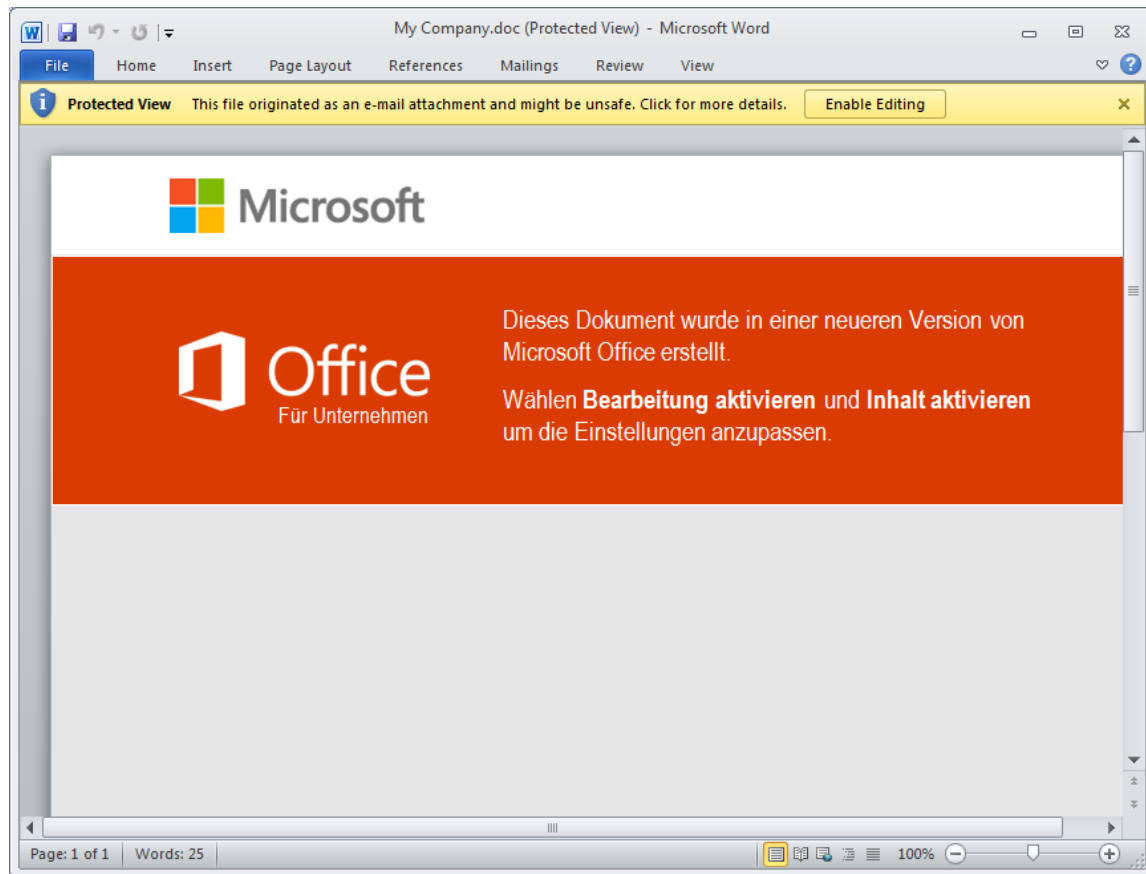 W
My Company.doc (Protected View) - Microsoft Word
File Home Insert Page Layout References Mailings Review View
Protected View This file originated as an e-mail attachment and might be unsafe. Click for more details. Enable Editing
Microsoft
Office
Für Unternehmen
Dieses Dokument wurde in einer neueren Version von
Microsoft Office erstellt.
Wählen Bearbeitung aktivieren und Inhalt aktivieren
um die Einstellungen anzupassen.
Page: 1 of 1 Words: 25 100%